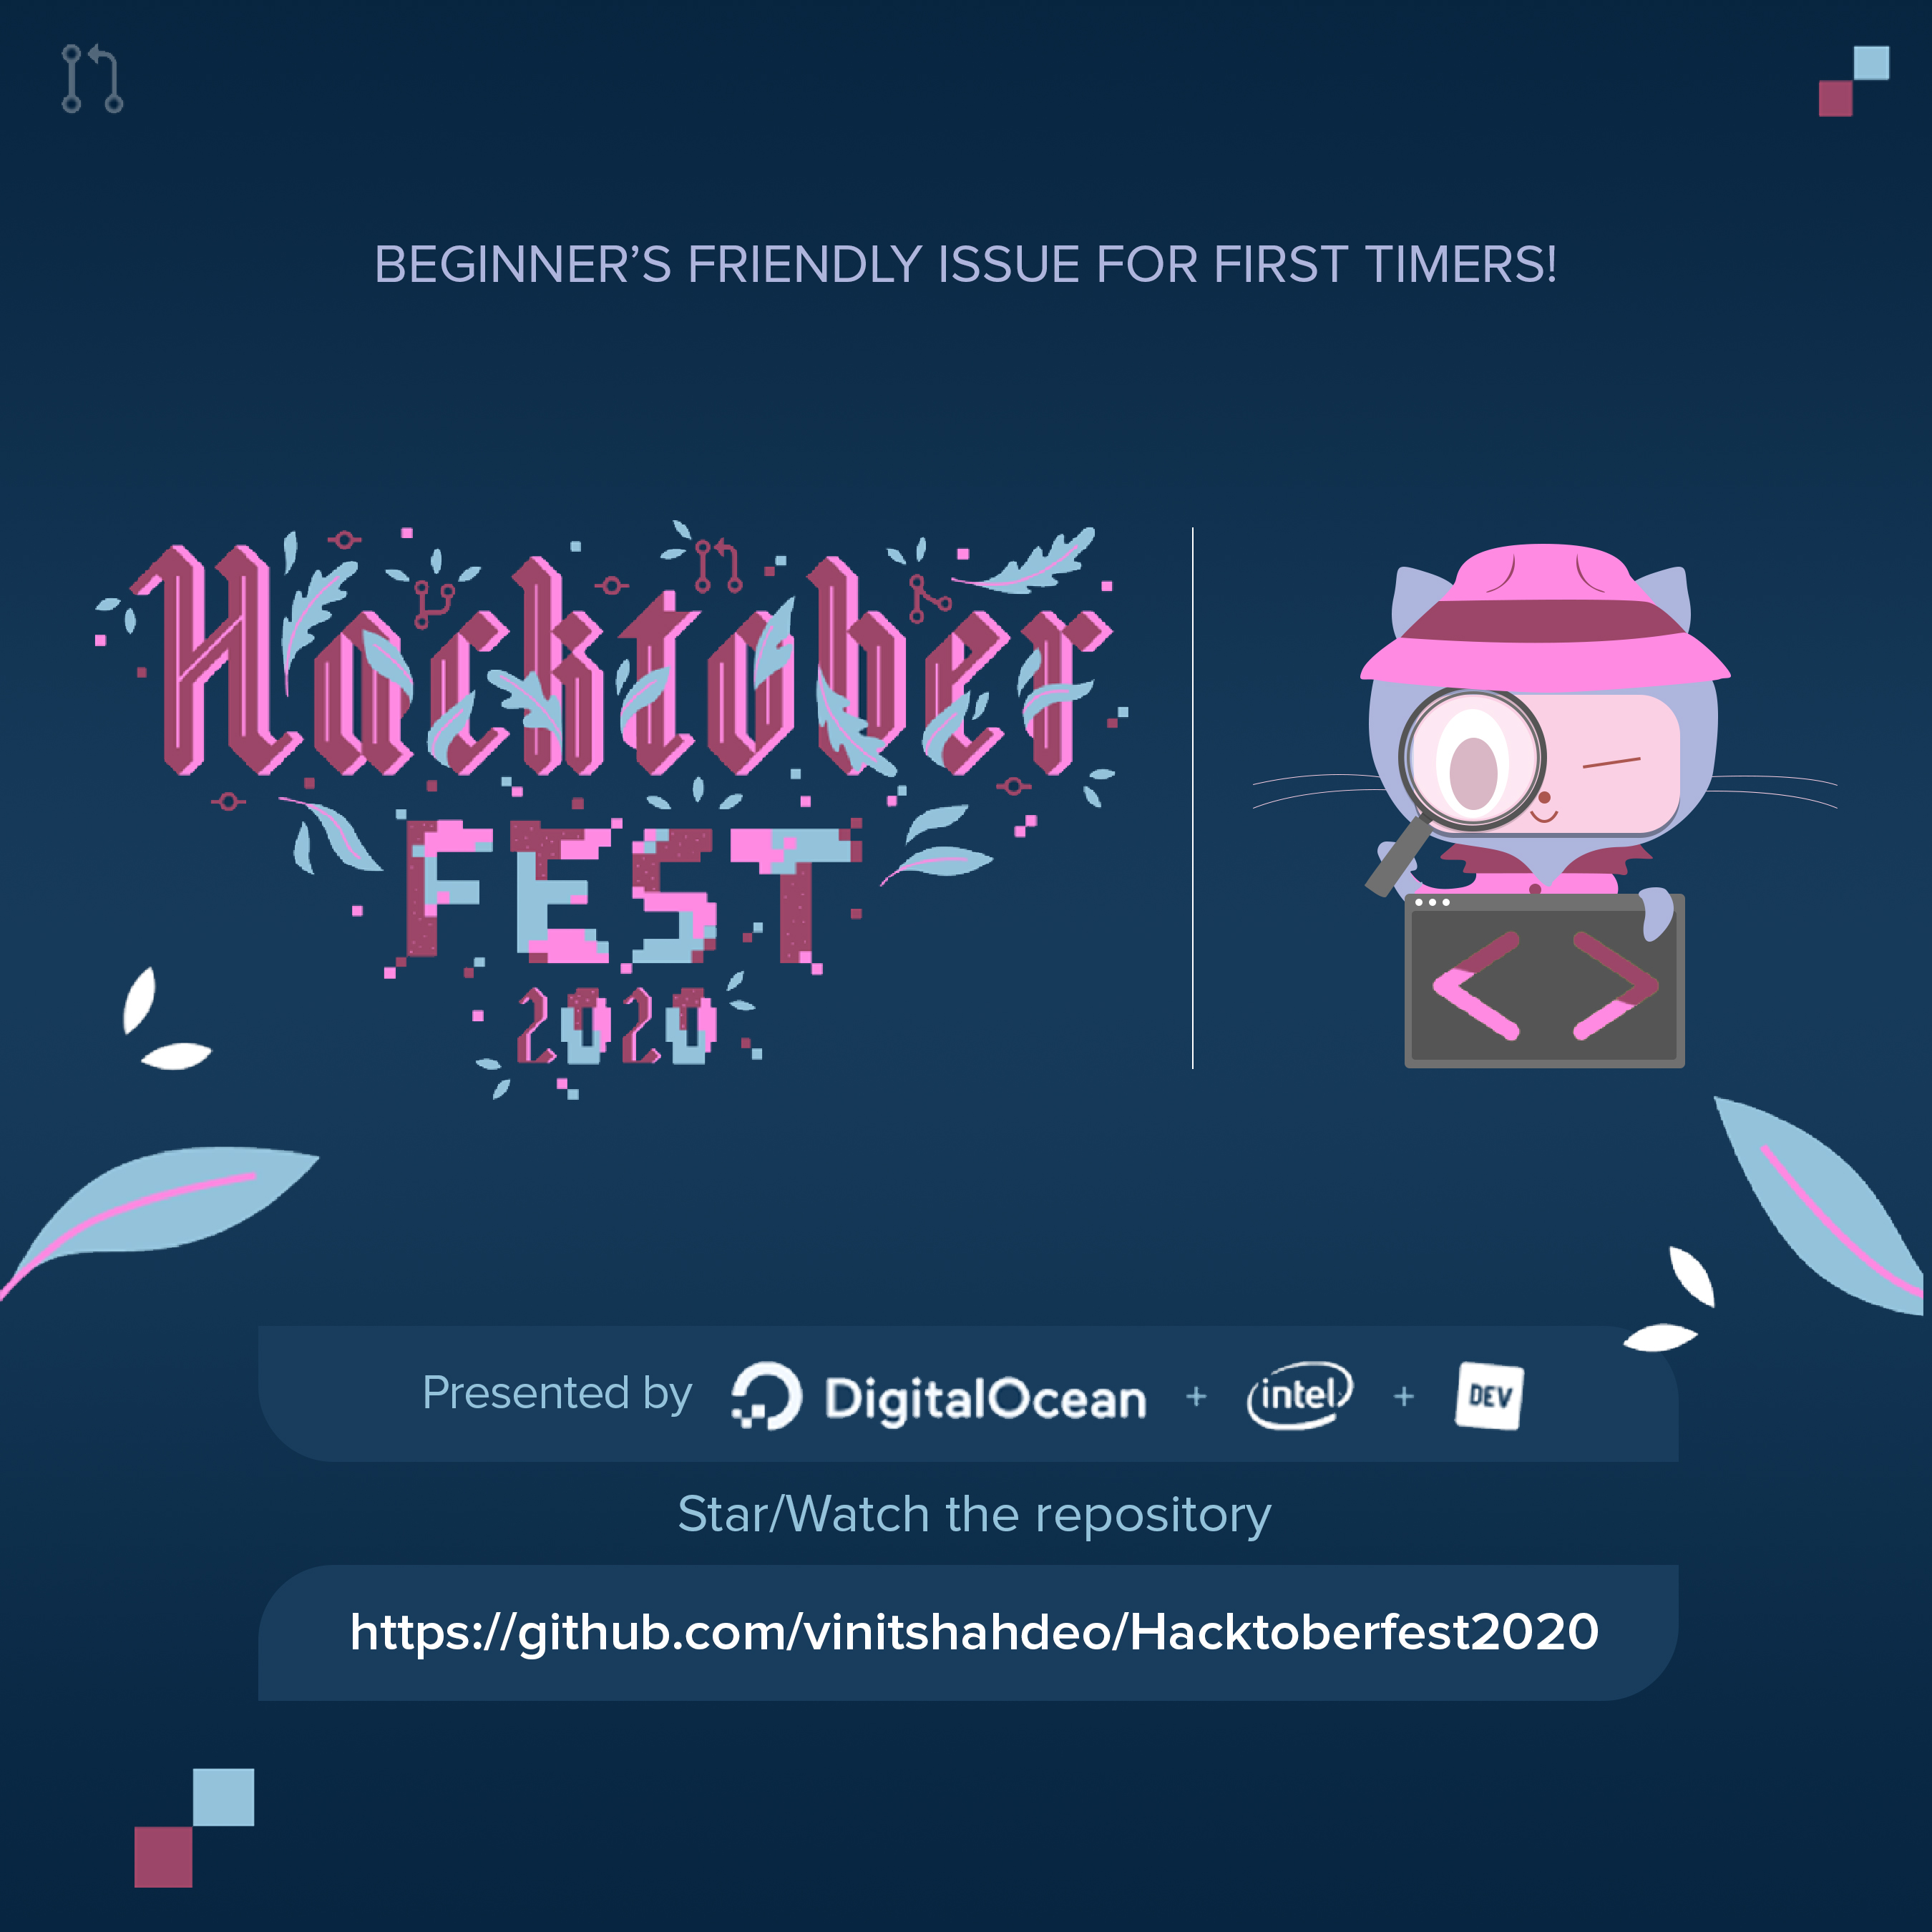 BEGINNER’S FRIENDLY ISSUE FOR FIRST TIMERS!
Hacktober
FEST
2020
Presented by DigitalOcean + intel + DEV
Star/Watch the repository
https://github.com/vinitshahdeo/Hacktoberfest2020